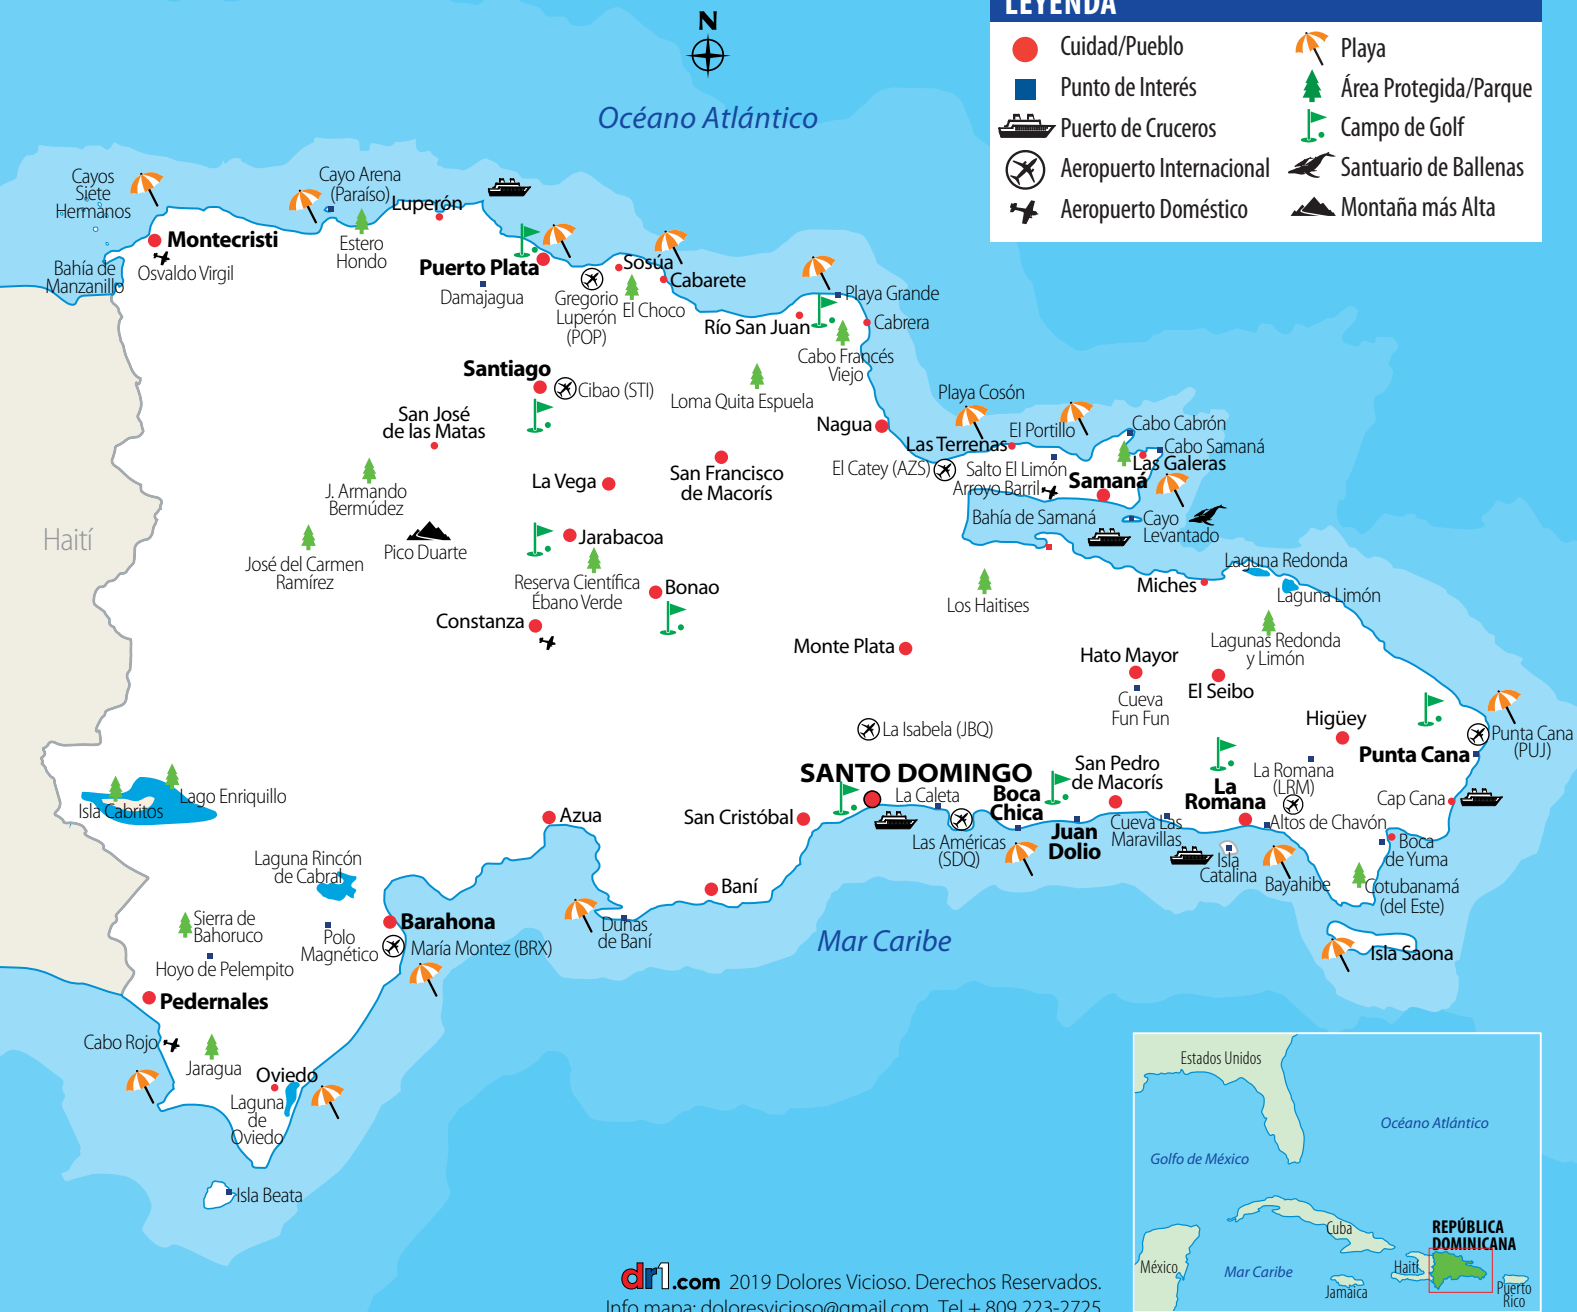 LEYENDA
Cuidad/Pueblo
Punto de Interés
Puerto de Cruceros
Aeropuerto Internacional
Aeropuerto Doméstico
Playa
Área Protegida/Parque
Campo de Golf
Santuario de Ballenas
Montaña más Alta
N
Océano Atlántico
Cayos
Siete
Hermanos
Cayo Arena
(Paraíso)
Luperón
Montecristi
Osvaldo Virgil
Bahía de
Manzanillo
Estero
Hondo
Puerto Plata
Damajagua
Sosúa
Cabarete
Gregorio
Luperón
(POP)
El Choco
Río San Juan
Playa Grande
Cabrera
Cabo Francés
Viejo
Santiago
Cibao (STI)
Loma Quita Espuela
San José
de las Matas
Nagua
Playa Cosón
Las Terrenas
El Portillo
Cabo Cabrón
Cabo Samaná
Las Galeras
El Catey (AZS)
Salto El Limón
Arroyo Barril
Samaná
Bahía de Samaná
Cayo
Levantado
La Vega
San Francisco
de Macorís
J. Armando
Bermúdez
Haití
Pico Duarte
Jarabacoa
José del Carmen
Ramírez
Reserva Científica
Ébano Verde
Bonao
Constanza
Los Haitises
Miches
Laguna Redonda
Laguna Limón
Lagunas Redonda
y Limón
Monte Plata
Hato Mayor
Cueva
Fun Fun
El Seibo
Higüey
La Isabela (JBQ)
Punta Cana
Punta Cana
(PUJ)
SANTO DOMINGO
La Caleta
Boca
Chica
San Pedro
de Macorís
La Romana
(LRM)
La
Romana
Cap Cana
Isla Cabritos
Lago Enriquillo
Azua
San Cristóbal
Las Américas
(SDQ)
Juan
Dolio
Cueva Las
Maravillas
Altos de Chavón
Boca
de Yuma
Isla
Catalina
Bayahibe
Cotubanamá
(del Este)
Laguna Rincón
de Cabral
Baní
Dunas
de Baní
Mar Caribe
Isla Saona
Sierra de
Bahoruco
Polo
Magnético
Barahona
María Montez (BRX)
Hoyo de Pelempito
Pedernales
Cabo Rojo
Jaragua
Oviedo
Laguna
de
Oviedo
Isla Beata
Estados Unidos
Océano Atlántico
Golfo de México
Cuba
REPÚBLICA
DOMINICANA
México
Mar Caribe
Haití
Jamaica
Puerto
Rico
dr1.com 2019 Dolores Vicioso. Derechos Reservados.
Info mapa: doloresvicioso@gmail.com Tel + 809 223-2725